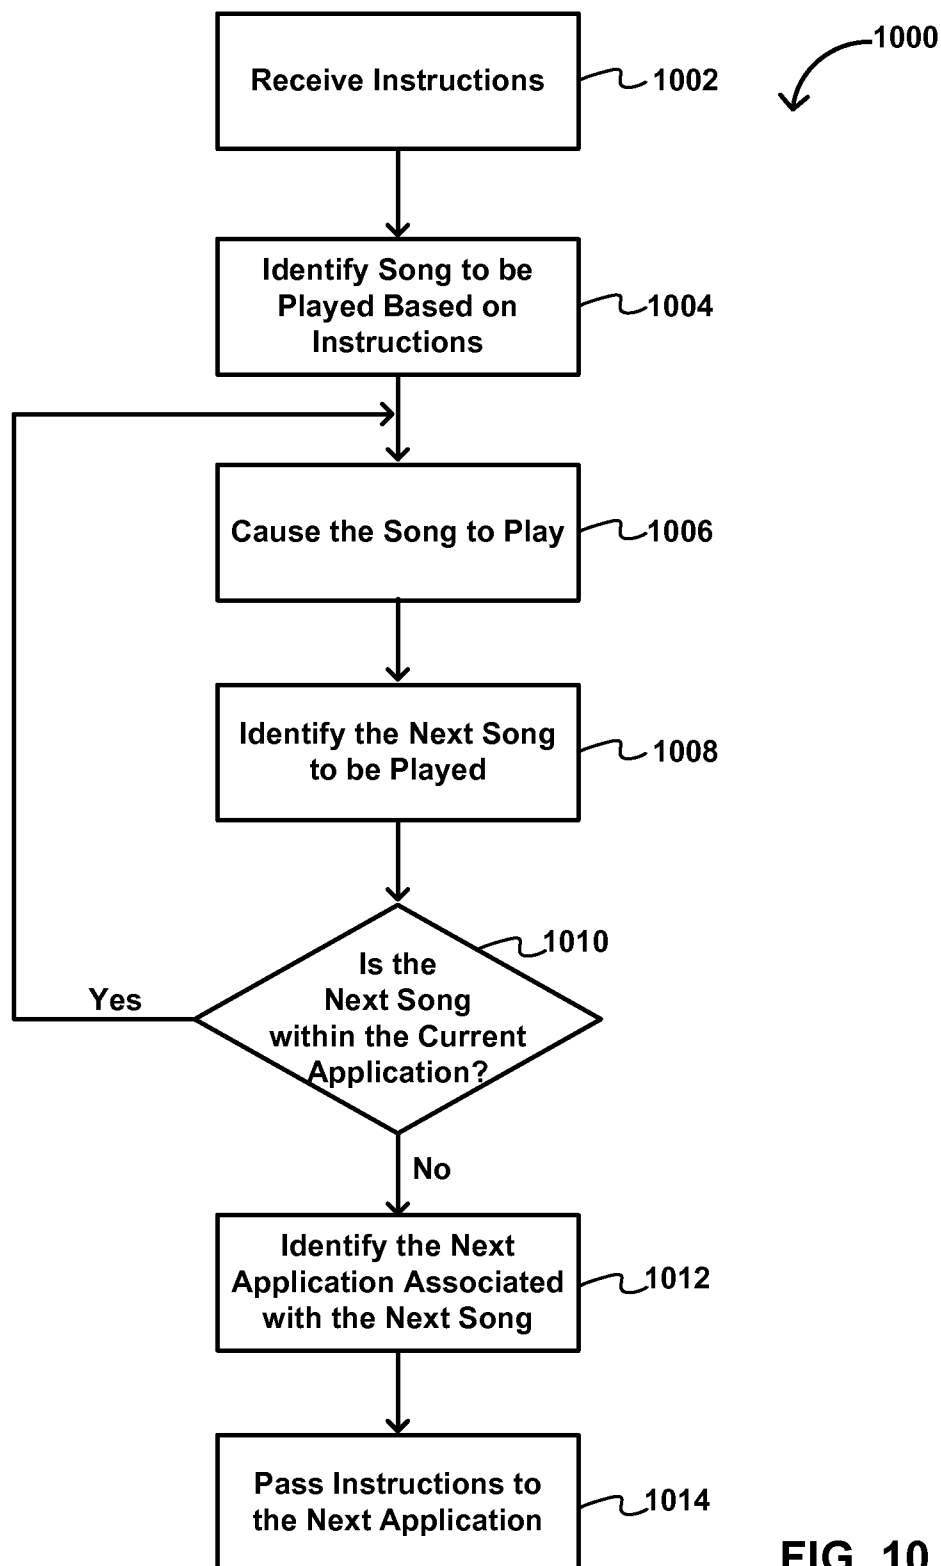 1000
Receive Instructions
1002
Identify Song to be
Played Based on
Instructions
1004
Cause the Song to Play
1006
Identify the Next Song
to be Played
1008
1010
Is the
Next Song
within the Current
Application?
Yes
No
Identify the Next
Application Associated
with the Next Song
1012
Pass Instructions to
the Next Application
1014
FIG. 10